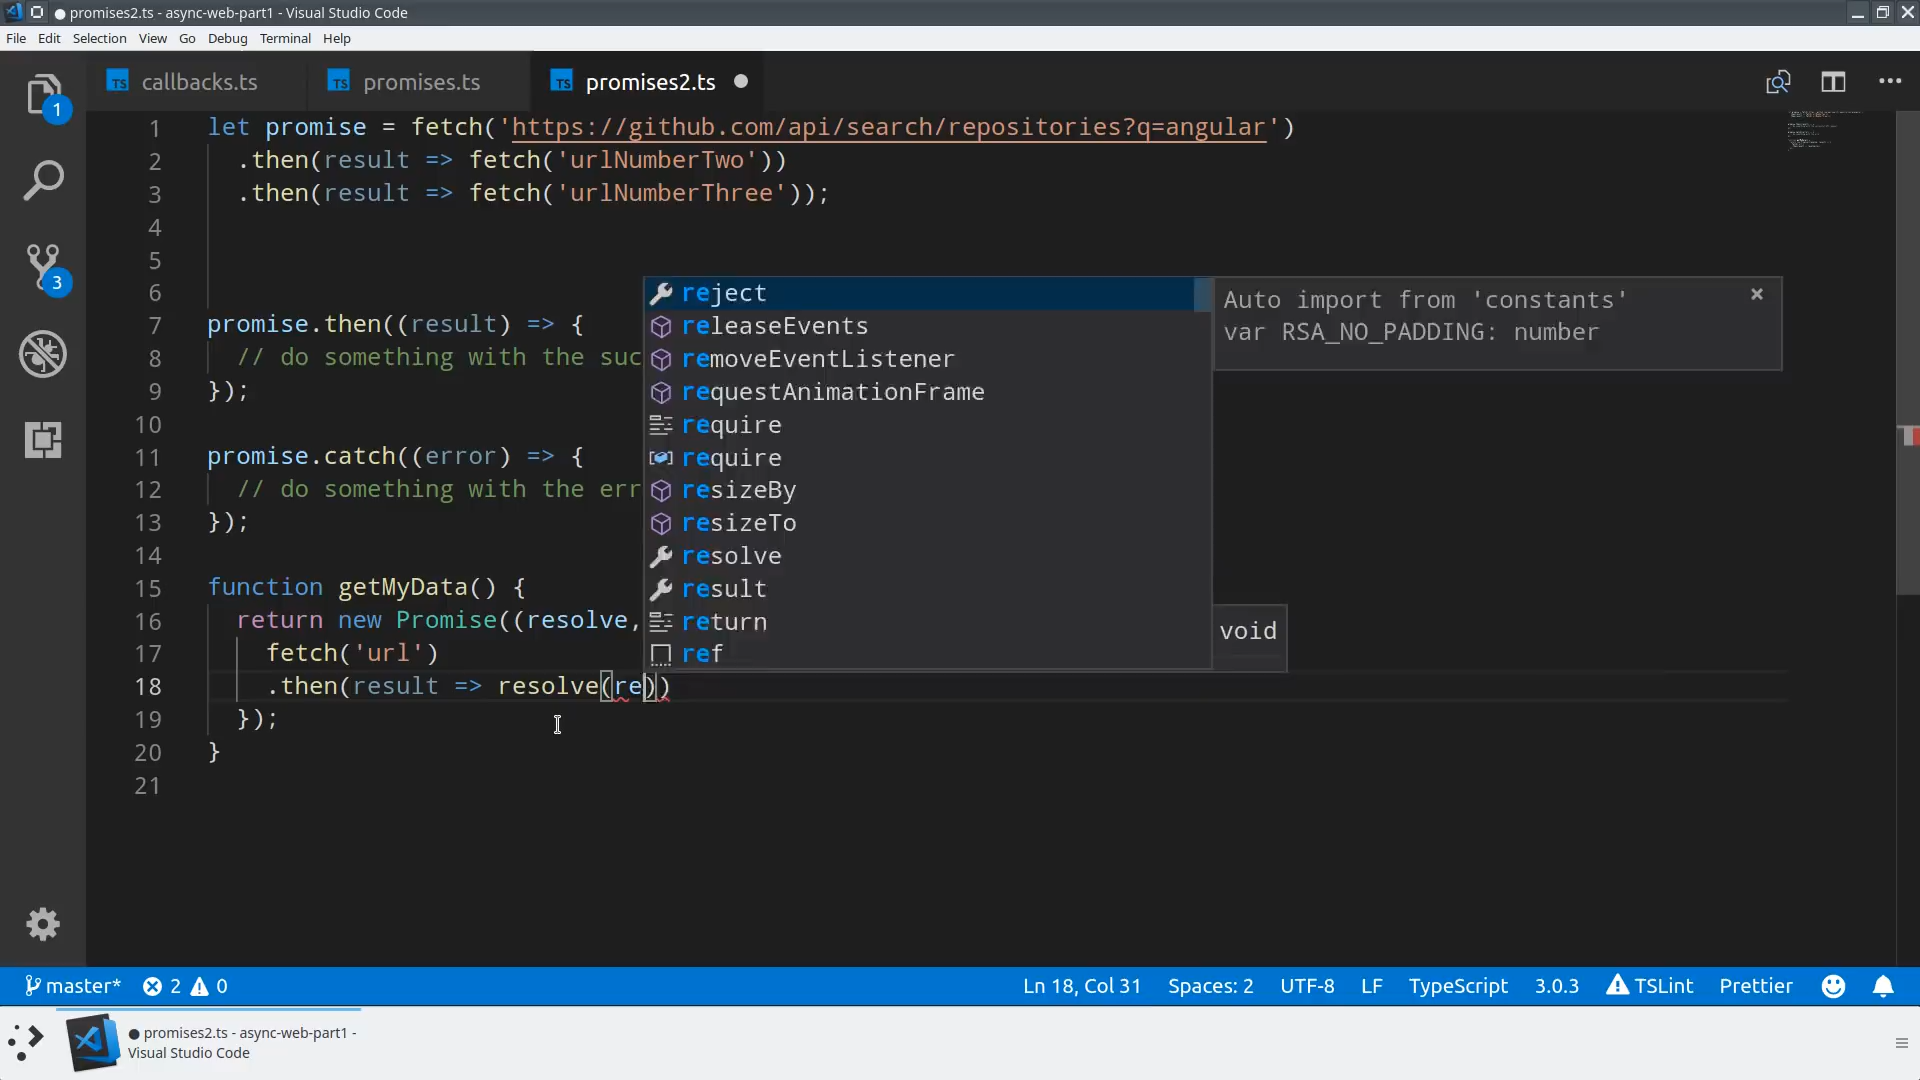 promises2.ts - async-web-part1 - Visual Studio Code
File Edit Selection View Go Debug Terminal Help
TS callbacks.ts TS promises.ts TS promises2.ts
1 let promise = fetch('https://github.com/api/search/repositories?q=angular')
2 .then(result => fetch('urlNumberTwo'))
3 .then(result => fetch('urlNumberThree'));
4
5
6
7 promise.then((result) => {
8 // do something with the suc
9 });
10
11 promise.catch((error) => {
12 // do something with the err
13 });
14
15 function getMyData() {
16 return new Promise((resolve,
17 fetch('url')
18 .then(result => resolve(re))
19 });
20 }
21
reject
releaseEvents
removeEventListener
requestAnimationFrame
require
require
resizeBy
resizeTo
resolve
result
return
ref
Auto import from 'constants'
var RSA_NO_PADDING: number
void
1
3
master* 2 0 Ln 18, Col 31 Spaces: 2 UTF-8 LF TypeScript 3.0.3 TSLint Prettier
promises2.ts - async-web-part1 -
Visual Studio Code